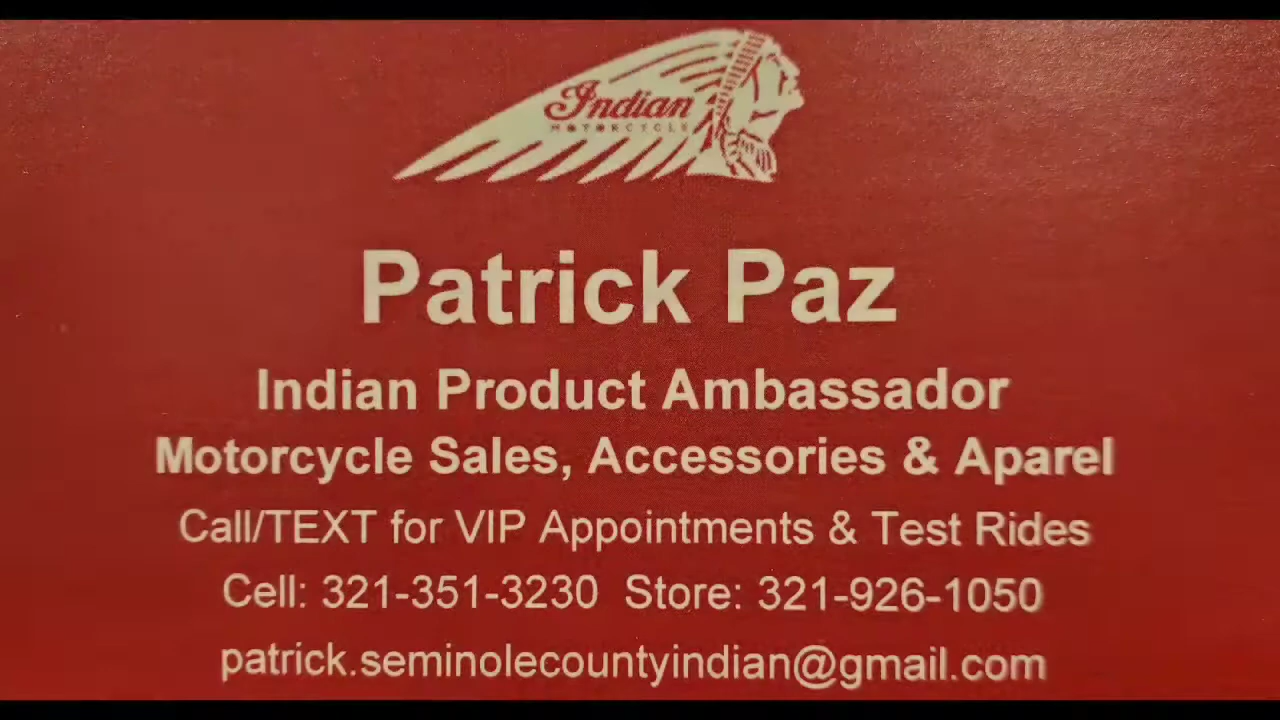 Indian
MOTORCYCLE
Patrick Paz
Indian Product Ambassador
Motorcycle Sales, Accessories & Aparel
Call/TEXT for VIP Appointments & Test Rides
Cell: 321-351-3230 Store: 321-926-1050
patrick.seminolecountyindian@gmail.com